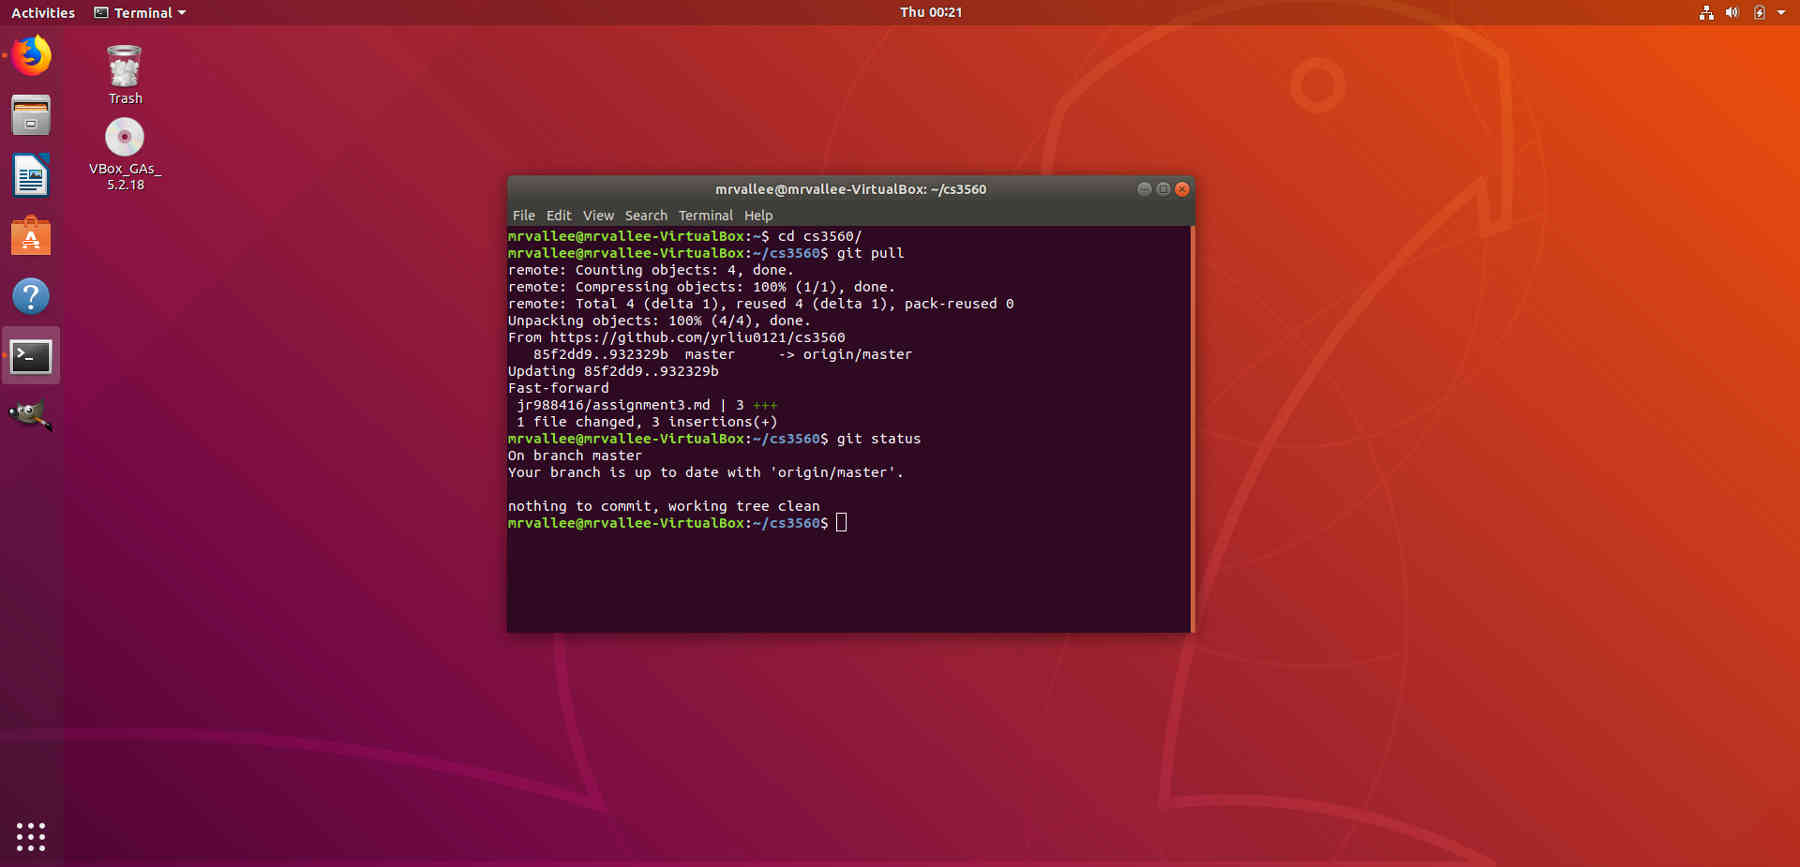 Activities Terminal Thu 00:21
Trash
VBox_GAs_
5.2.18
mrvallee@mrvallee-VirtualBox: ~/cs3560
File Edit View Search Terminal Help
mrvallee@mrvallee-VirtualBox:~$ cd cs3560/
mrvallee@mrvallee-VirtualBox:~/cs3560$ git pull
remote: Counting objects: 4, done.
remote: Compressing objects: 100% (1/1), done.
remote: Total 4 (delta 1), reused 4 (delta 1), pack-reused 0
Unpacking objects: 100% (4/4), done.
From https://github.com/yrliu0121/cs3560
   85f2dd9..932329b  master     -> origin/master
Updating 85f2dd9..932329b
Fast-forward
 jr988416/assignment3.md | 3 +++
 1 file changed, 3 insertions(+)
mrvallee@mrvallee-VirtualBox:~/cs3560$ git status
On branch master
Your branch is up to date with 'origin/master'.
nothing to commit, working tree clean
mrvallee@mrvallee-VirtualBox:~/cs3560$